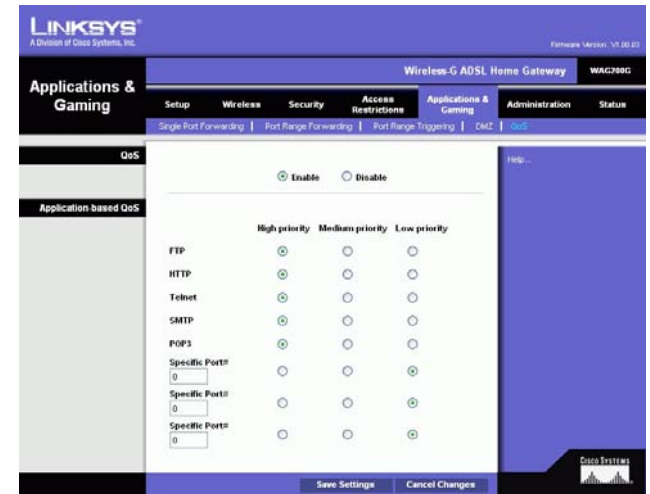 LINKSYS®
A Division of Cisco Systems, Inc.
Firmware Version: V1.00.03
Wireless-G ADSL Home Gateway WAG200G
Applications & Gaming
Setup Wireless Security Access Restrictions Applications & Gaming Administration Status
Single Port Forwarding | Port Range Forwarding | Port Range Triggering | DMZ | QoS
QoS
Enable Disable
Help...
Application-based QoS
High priority Medium priority Low priority
FTP
HTTP
Telnet
SMTP
POP3
Specific Port#
0
Specific Port#
0
Specific Port#
0
Save Settings Cancel Changes
CISCO SYSTEMS